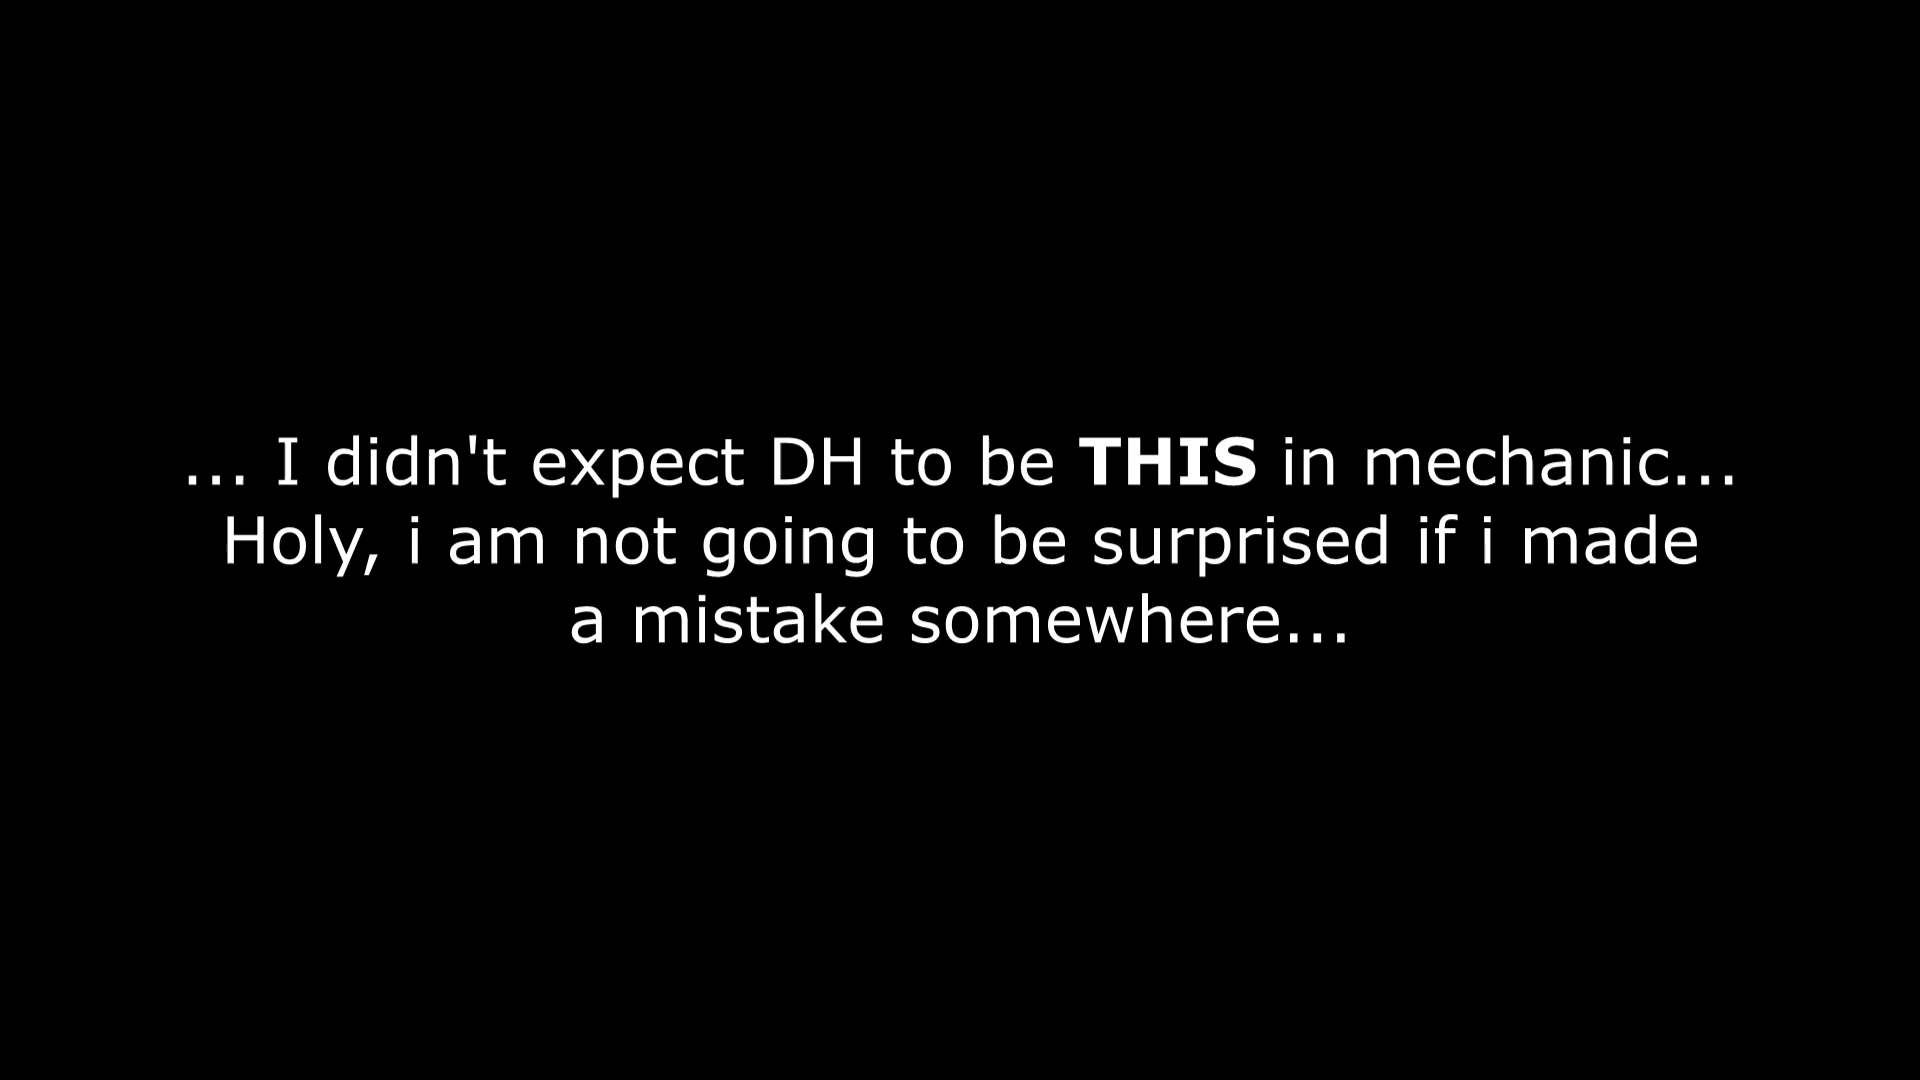 ... I didn't expect DH to be THIS in mechanic...
Holy, i am not going to be surprised if i made
a mistake somewhere...